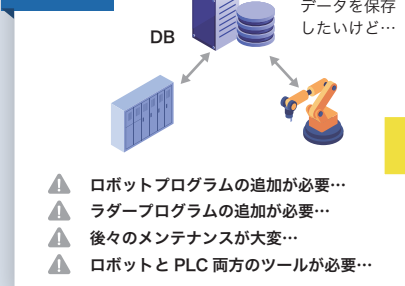 データを保存
したいけど…
DB
ロボットプログラムの追加が必要…
ラダープログラムの追加が必要…
後々のメンテナンスが大変…
ロボットと PLC 両方のツールが必要…